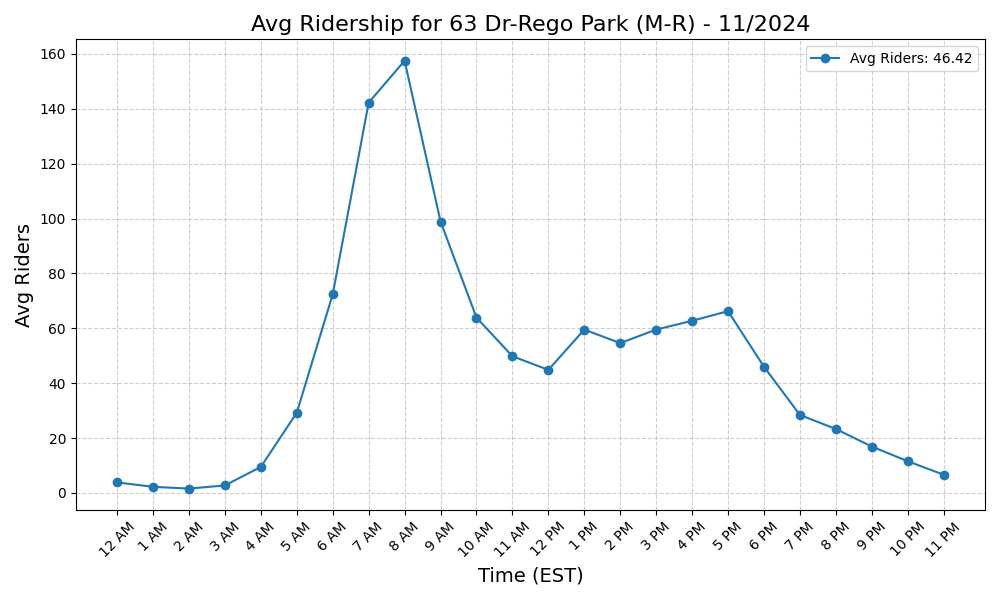 Avg Ridership for 63 Dr-Rego Park (M-R) - 11/2024
Avg Riders: 46.42
Avg Riders
160
140
120
100
80
60
40
20
0
12 AM
1 AM
2 AM
3 AM
4 AM
5 AM
6 AM
7 AM
8 AM
9 AM
10 AM
11 AM
12 PM
1 PM
2 PM
3 PM
4 PM
5 PM
6 PM
7 PM
8 PM
9 PM
10 PM
11 PM
Time (EST)